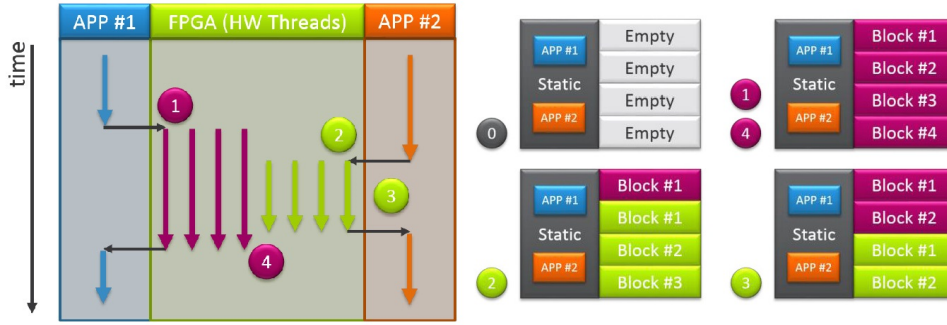 APP #1
FPGA (HW Threads)
APP #2
time
1
2
3
4
APP #1
Static
APP #2
Empty
Empty
Empty
Empty
0
APP #1
Static
APP #2
Block #1
Block #2
Block #3
Block #4
1
4
APP #1
Static
APP #2
Block #1
Block #1
Block #2
Block #3
2
APP #1
Static
APP #2
Block #1
Block #2
Block #1
Block #2
3